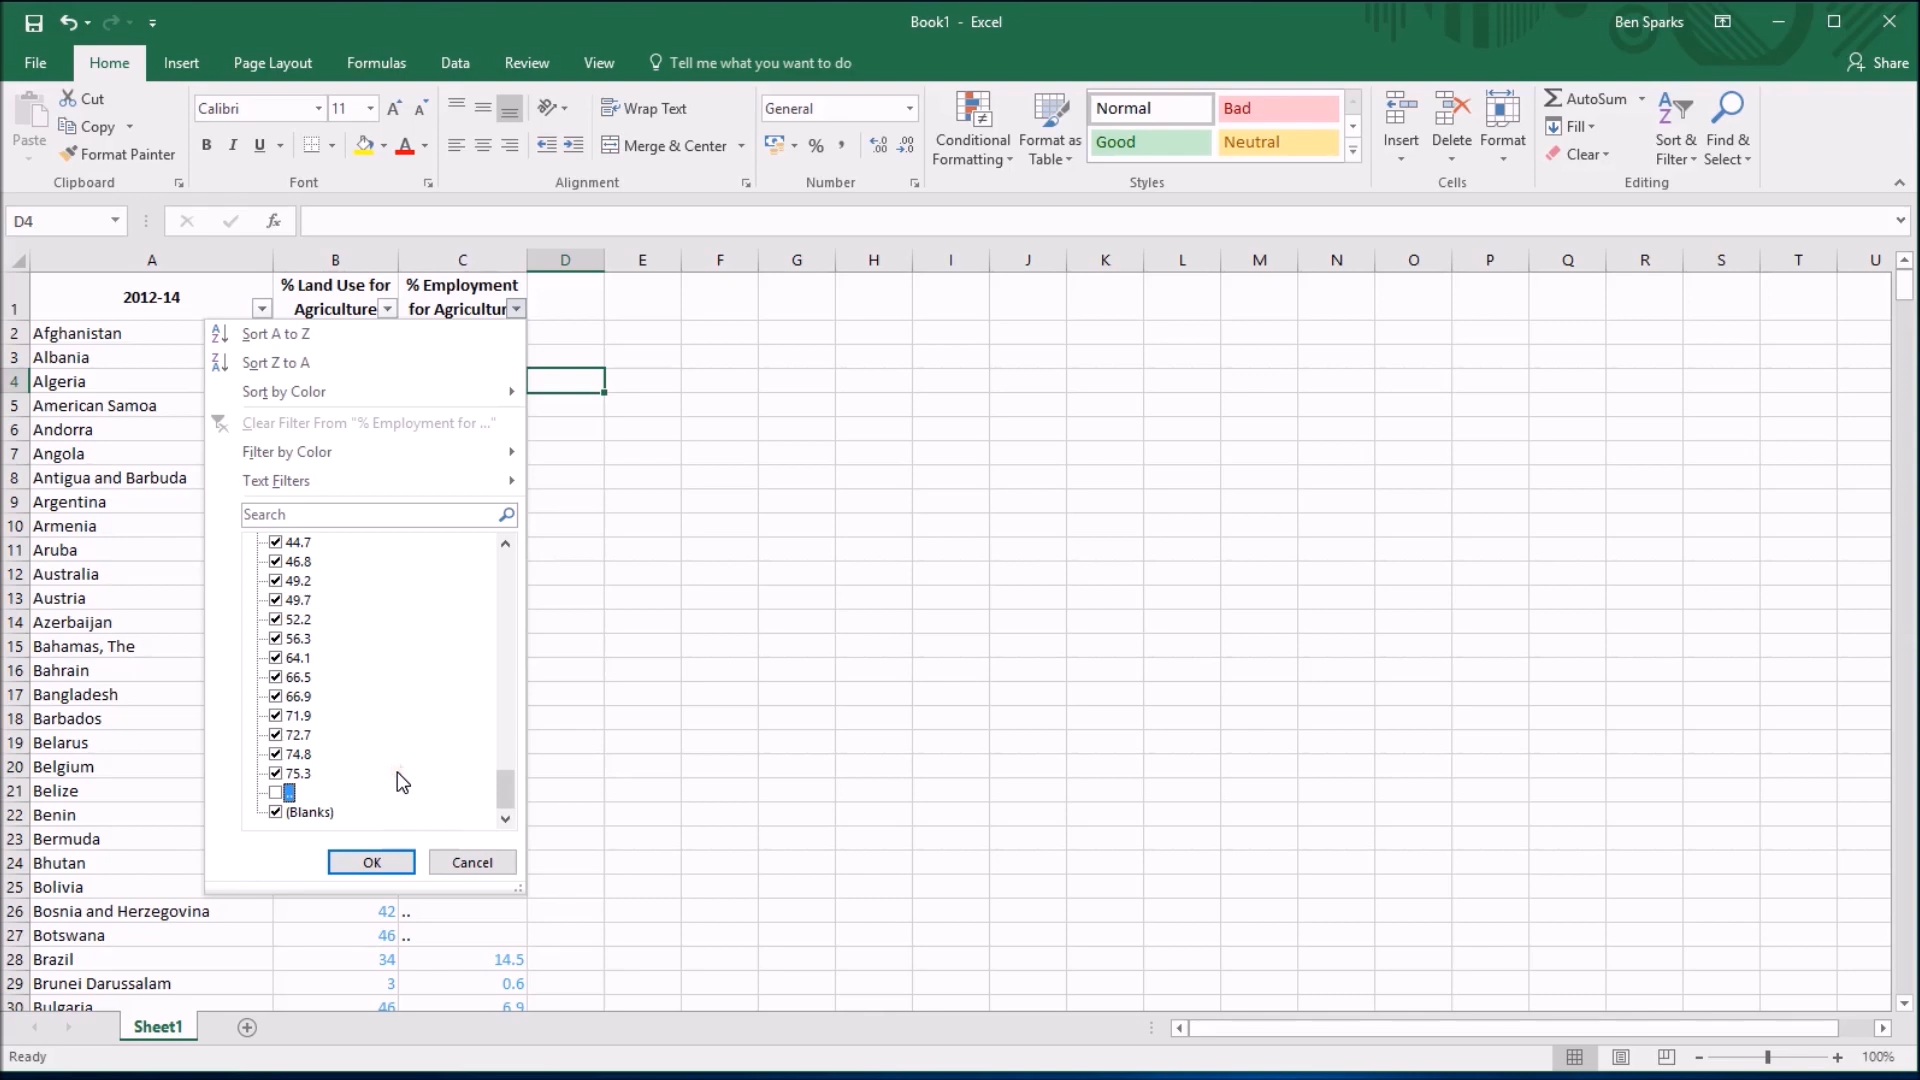 Book1 - Excel
Ben Sparks
File Home Insert Page Layout Formulas Data Review View Tell me what you want to do Share
Paste
Cut
Copy
Format Painter
Clipboard
Calibri 11
B I U A
Font
Wrap Text
Merge & Center
Alignment
General
%
Number
Conditional Formatting
Format as Table
Normal Bad
Good Neutral
Styles
Insert Delete Format
Cells
AutoSum
Fill
Clear
Sort & Filter
Find & Select
Editing
D4 fx
A B C D E F G H I J K L M N O P Q R S T U
1 2012-14 % Land Use for Agriculture % Employment for Agricultur
2 Afghanistan
3 Albania
4 Algeria
5 American Samoa
6 Andorra
7 Angola
8 Antigua and Barbuda
9 Argentina
10 Armenia
11 Aruba
12 Australia
13 Austria
14 Azerbaijan
15 Bahamas, The
16 Bahrain
17 Bangladesh
18 Barbados
19 Belarus
20 Belgium
21 Belize
22 Benin
23 Bermuda
24 Bhutan
25 Bolivia
26 Bosnia and Herzegovina 42 ..
27 Botswana 46 ..
28 Brazil 34 14.5
29 Brunei Darussalam 3 0.6
30 Bulgaria 46 6.9
Sort A to Z
Sort Z to A
Sort by Color
Clear Filter From "% Employment for ..."
Filter by Color
Text Filters
Search
44.7
46.8
49.2
49.7
52.2
56.3
64.1
66.5
66.9
71.9
72.7
74.8
75.3
..
(Blanks)
OK Cancel
Sheet1
Ready
100%